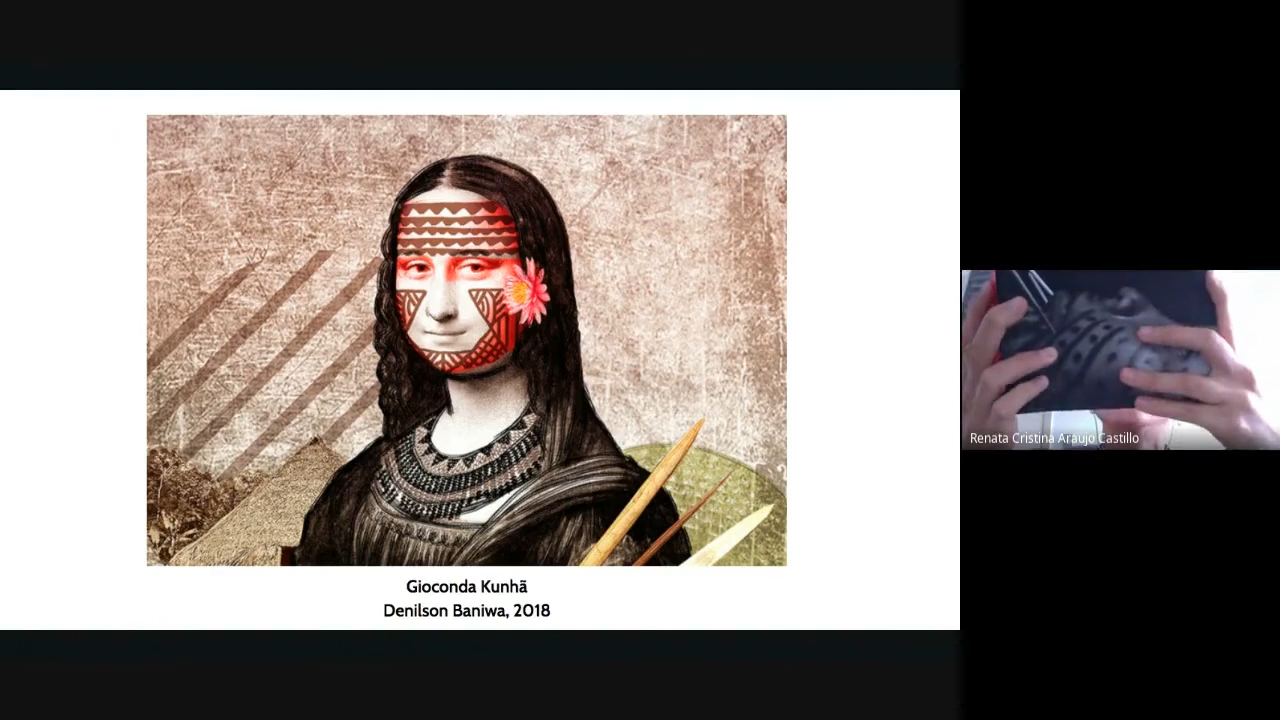 Gioconda Kunhã
Denilson Baniwa, 2018
Renata Cristina Araujo Castillo